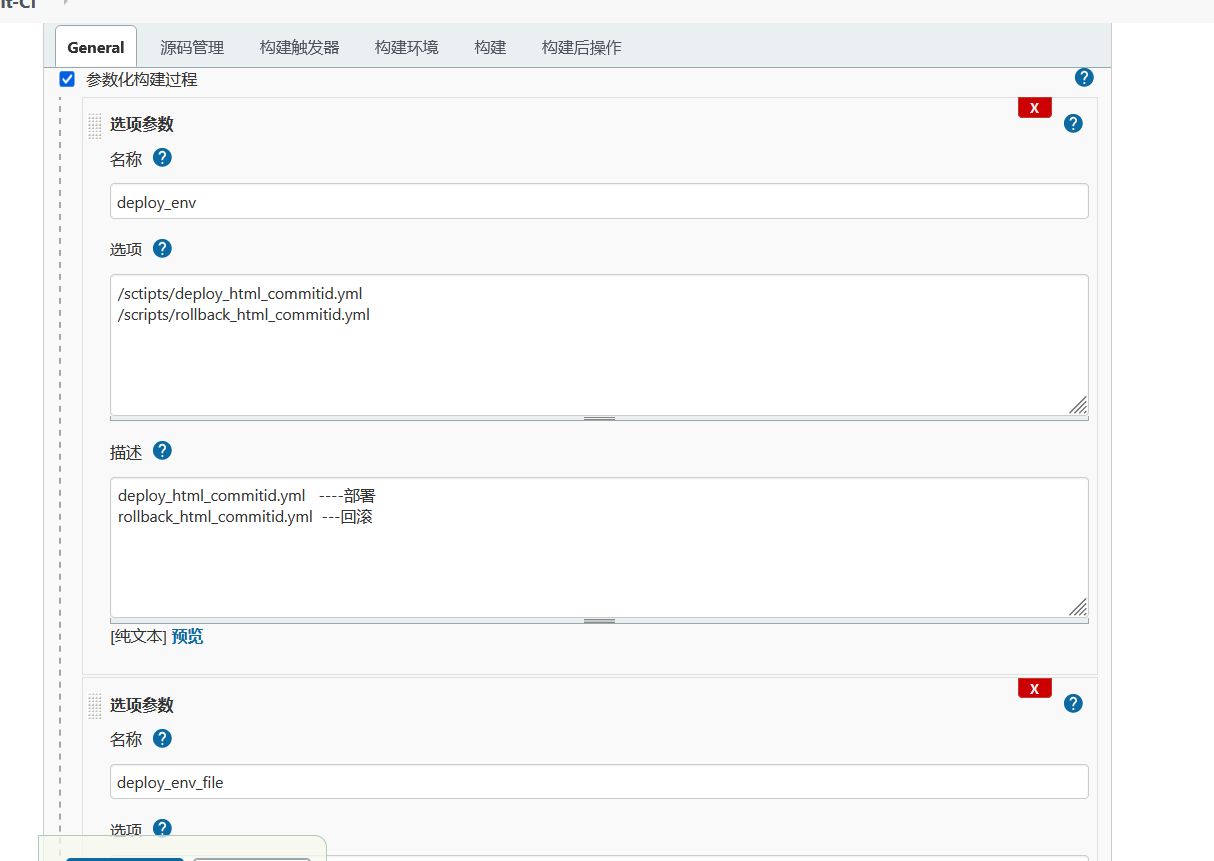 General 源码管理 构建触发器 构建环境 构建 构建后操作
参数化构建过程
X
选项参数
名称
deploy_env
选项
/sctipts/deploy_html_commitid.yml
/scripts/rollback_html_commitid.yml
描述
deploy_html_commitid.yml ----部署
rollback_html_commitid.yml ---回滚
[纯文本] 预览
X
选项参数
名称
deploy_env_file
选项